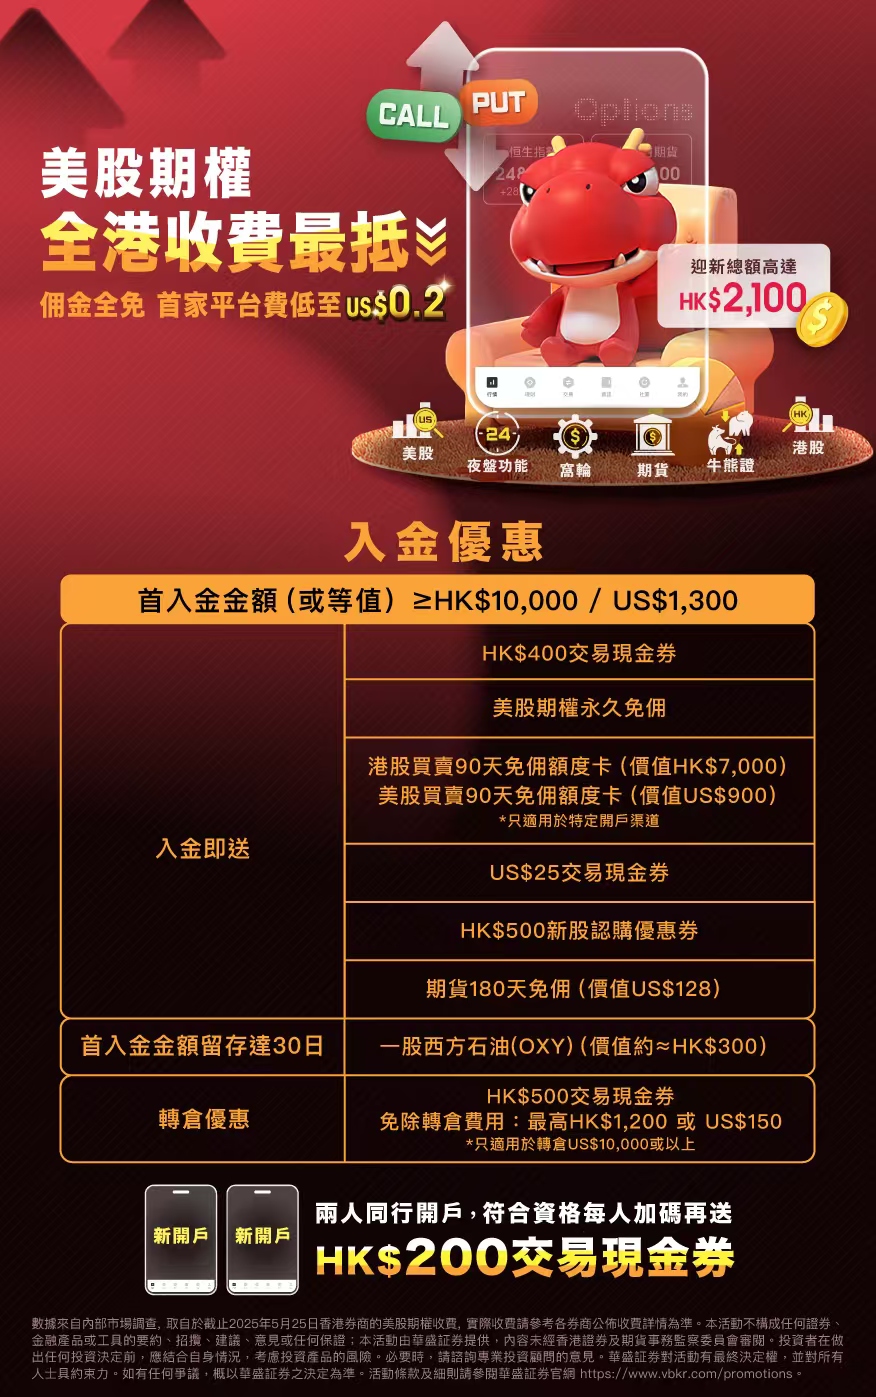 CALL
PUT
Options
恒生指
期貨
248
00
+28
美股期權
全港收費最抵
佣金全免 首家平台費低至US$0.2
迎新總額高達
HK$2,100
行情
交易
US
美股
24
夜盤功能
窩輪
期貨
牛熊證
HK
港股
入金優惠
首入金金額(或等值) ≥HK$10,000 / US$1,300
入金即送
HK$400交易現金券
美股期權永久免佣
港股買賣90天免佣額度卡(價值HK$7,000)
美股買賣90天免佣額度卡(價值US$900)
*只適用於特定開戶渠道
US$25交易現金券
HK$500新股認購優惠券
期貨180天免佣(價值US$128)
首入金金額留存達30日
一股西方石油(OXY)(價值約≈HK$300)
轉倉優惠
HK$500交易現金券
免除轉倉費用：最高HK$1,200 或 US$150
*只適用於轉倉US$10,000或以上
新開戶
新開戶
兩人同行開戶，符合資格每人加碼再送
HK$200交易現金券
數據來自內部市場調查, 取自於截止2025年5月25日香港券商的美股期權收費, 實際收費請參考各券商公佈收費詳情為準。本活動不構成任何證券、
金融產品或工具的要約、招攬、建議、意見或任何保證；本活動由華盛証券提供，內容未經香港證券及期貨事務監察委員會審閱。投資者在做
出任何投資決定前，應結合自身情況，考慮投資產品的風險。必要時，請諮詢專業投資顧問的意見。華盛証券對活動有最終決定權，並對所有
人士具約束力。如有任何爭議，概以華盛証券之決定為準。活動條款及細則請參閱華盛証券官網 https://www.vbkr.com/promotions。